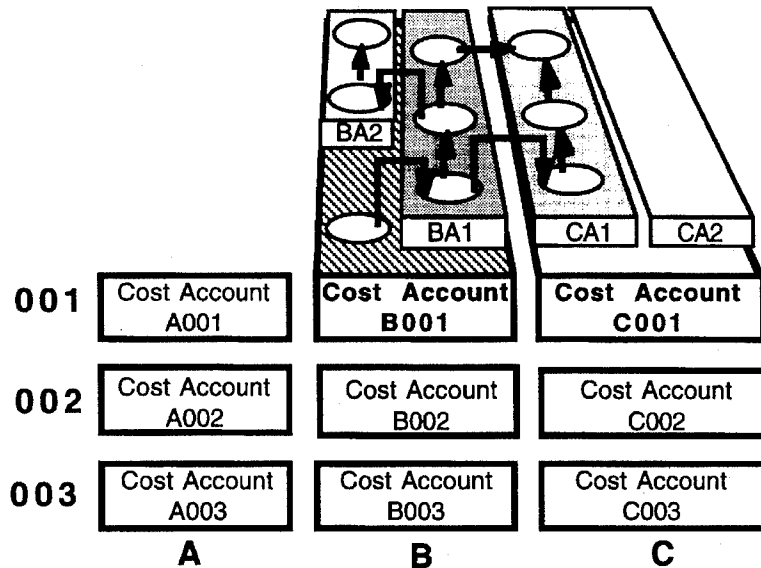 BA2
BA1
CA1
CA2
001
Cost Account
A001
Cost Account
B001
Cost Account
C001
002
Cost Account
A002
Cost Account
B002
Cost Account
C002
003
Cost Account
A003
Cost Account
B003
Cost Account
C003
A
B
C